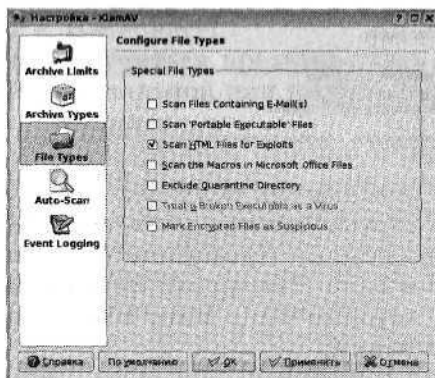 Настройка - KlamAV
Configure File Types
Archive Limits
Archive Types
File Types
Auto-Scan
Event Logging
Special File Types
Scan Files Containing E-Mail(s)
Scan 'Portable Executable' Files
Scan HTML Files for Exploits
Scan the Macros in Microsoft Office Files
Exclude Quarantine Directory
Treat a Broken Executable as a Virus
Mark Encrypted Files as Suspicious
Справка По умолчанию OK Применить Отмена